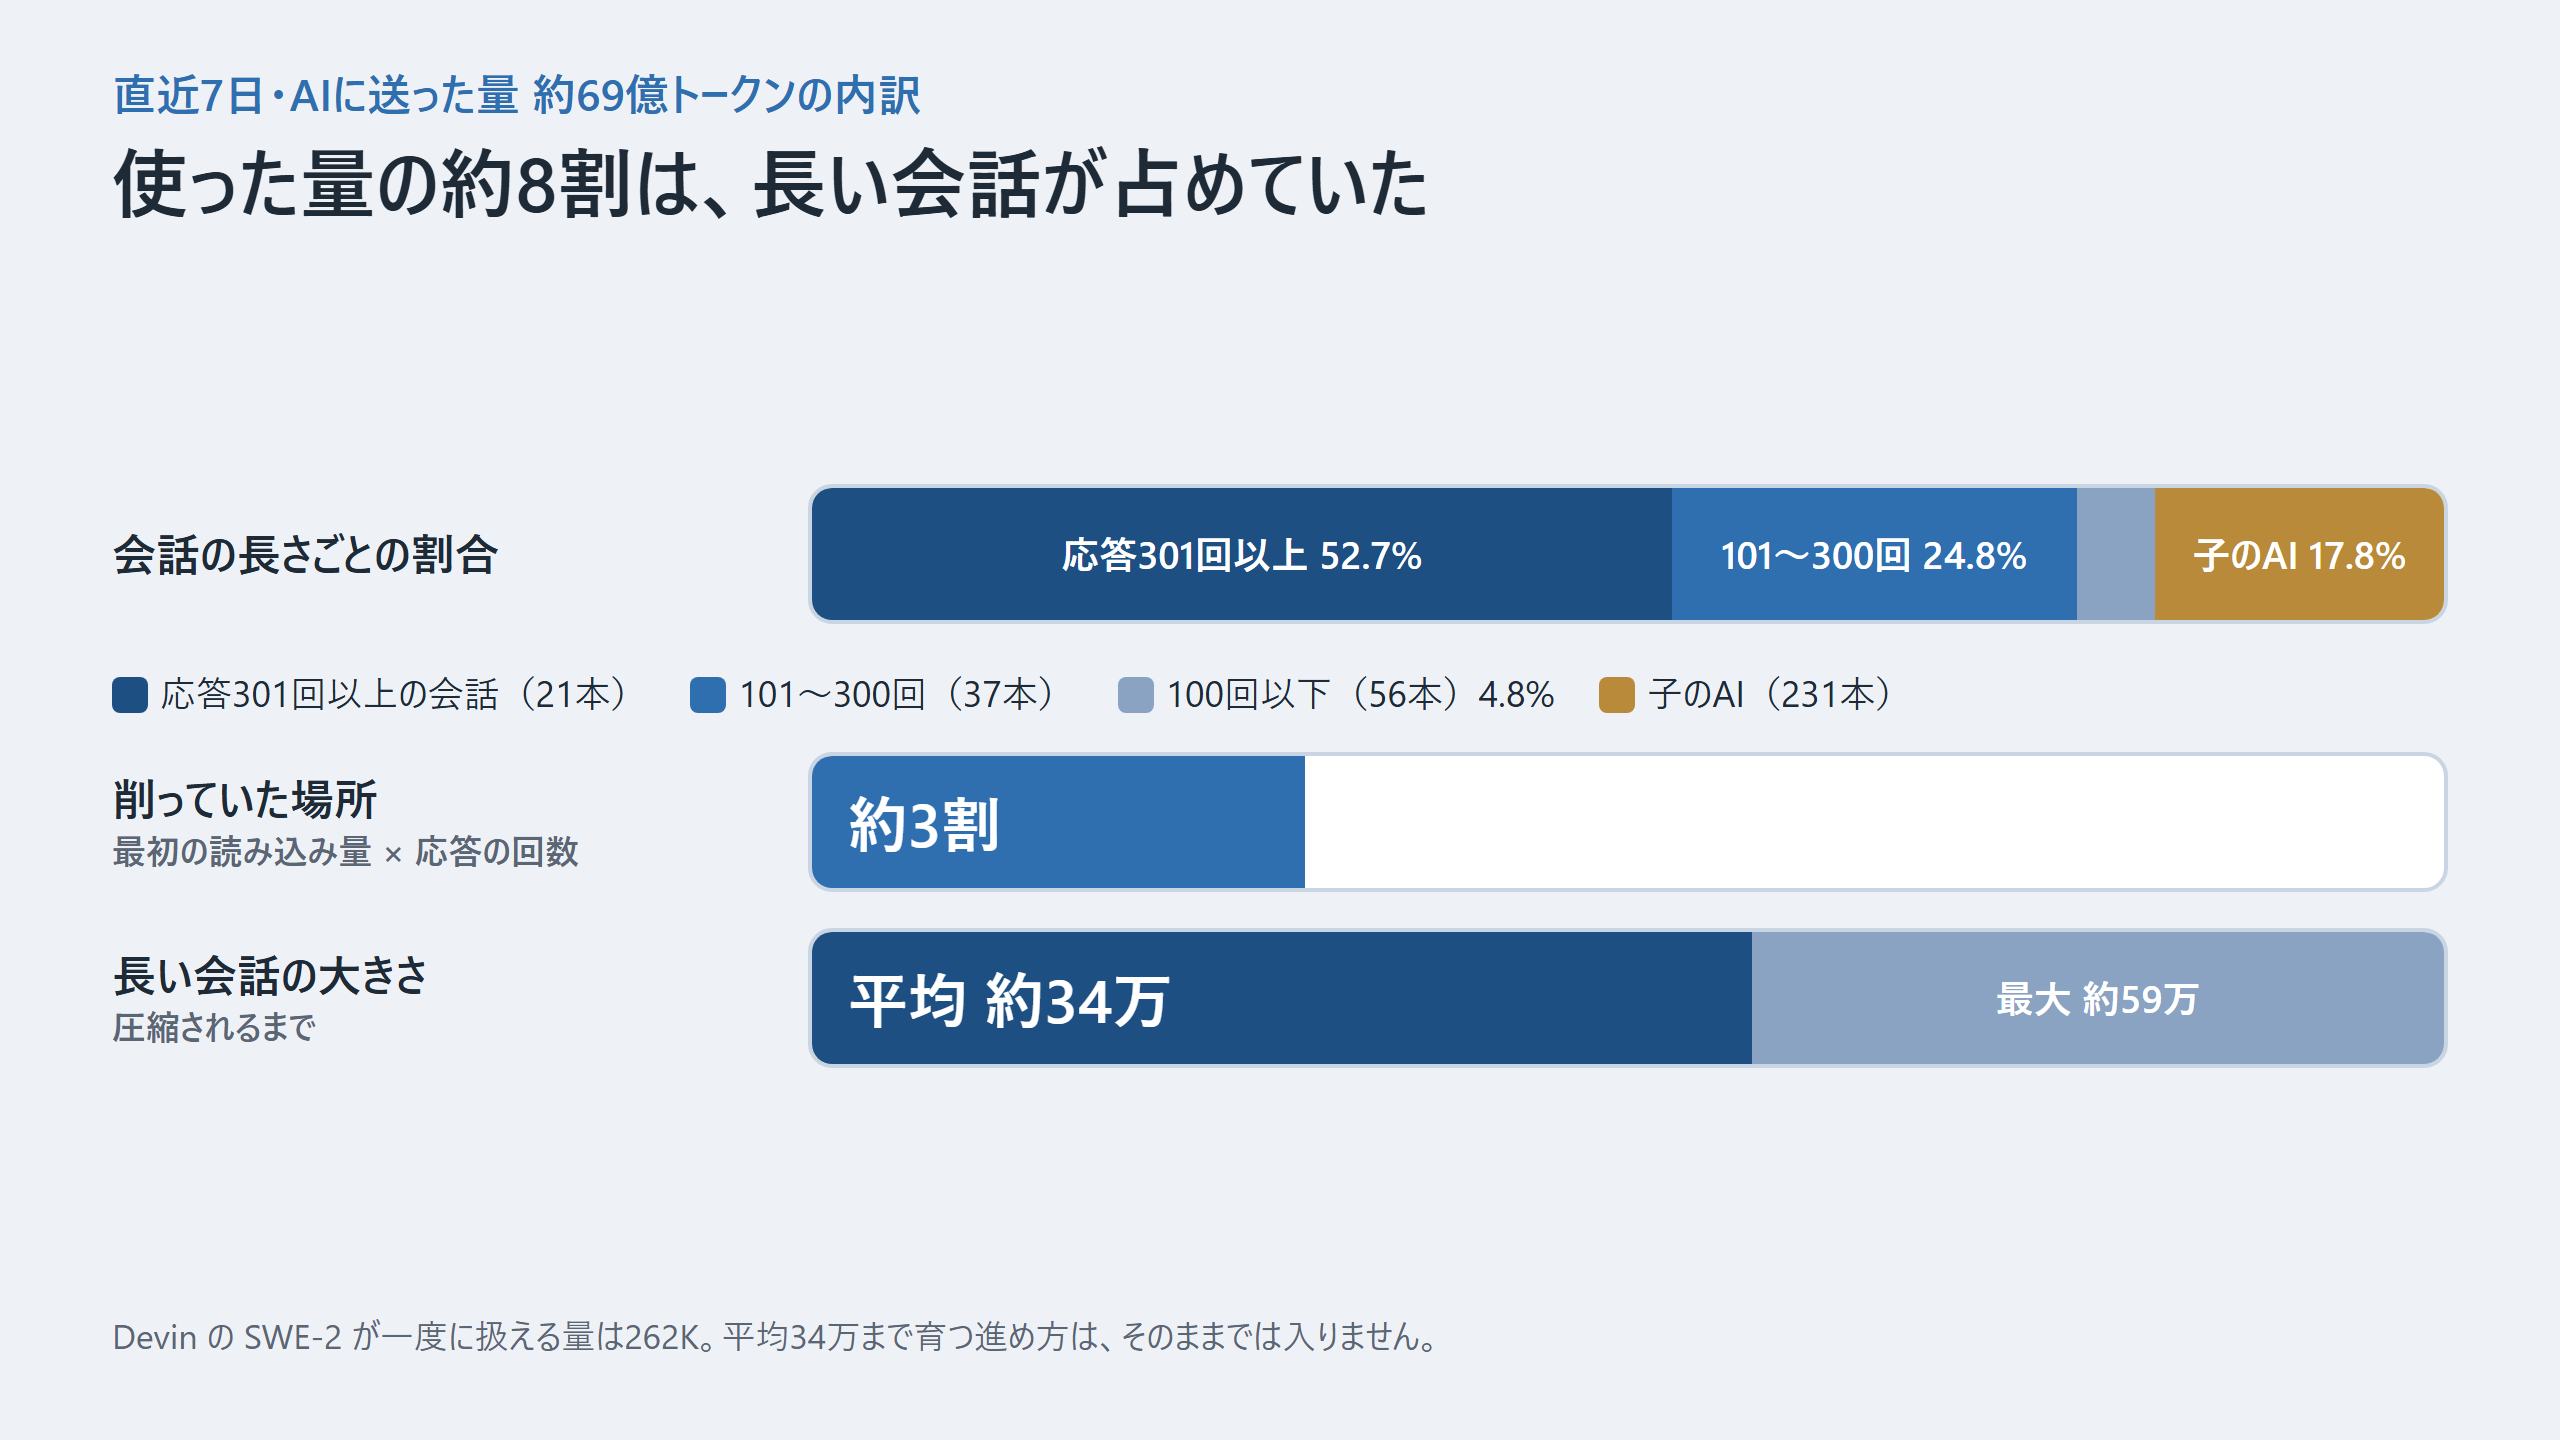 直近7日・AIに送った量 約69億トークンの内訳
使った量の約8割は、長い会話が占めていた
会話の長さごとの割合
応答301回以上 52.7%
101〜300回 24.8%
子のAI 17.8%
応答301回以上の会話（21本）
101〜300回（37本）
100回以下（56本）4.8%
子のAI（231本）
削っていた場所
最初の読み込み量 × 応答の回数
約3割
長い会話の大きさ
圧縮されるまで
平均 約34万
最大 約59万
Devin の SWE-2 が一度に扱える量は262K。平均34万まで育つ進め方は、そのままでは入りません。